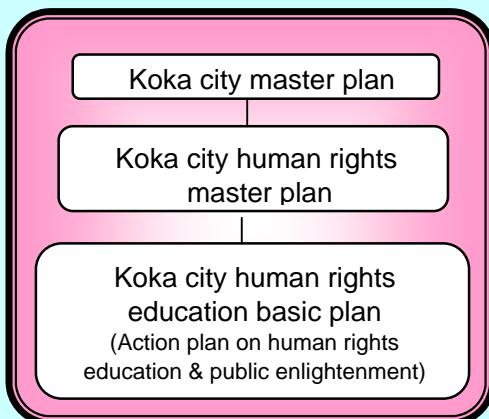 Koka city master plan
Koka city human rights
master plan
Koka city human rights
education basic plan
(Action plan on human rights
education & public enlightenment)